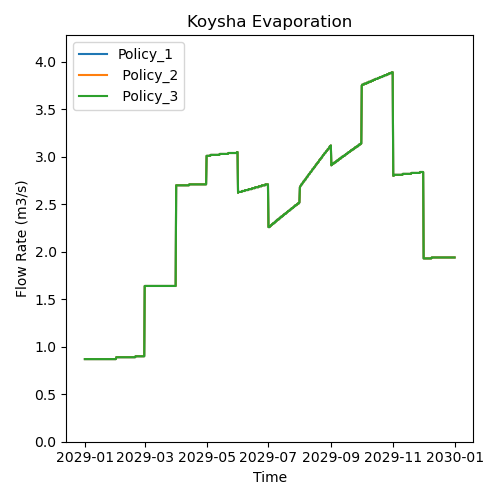 Koysha Evaporation
Policy_1
Policy_2
Policy_3
4.0
3.5
3.0
2.5
2.0
1.5
1.0
0.5
0.0
Flow Rate (m3/s)
2029-01 2029-03 2029-05 2029-07 2029-09 2029-11 2030-01
Time